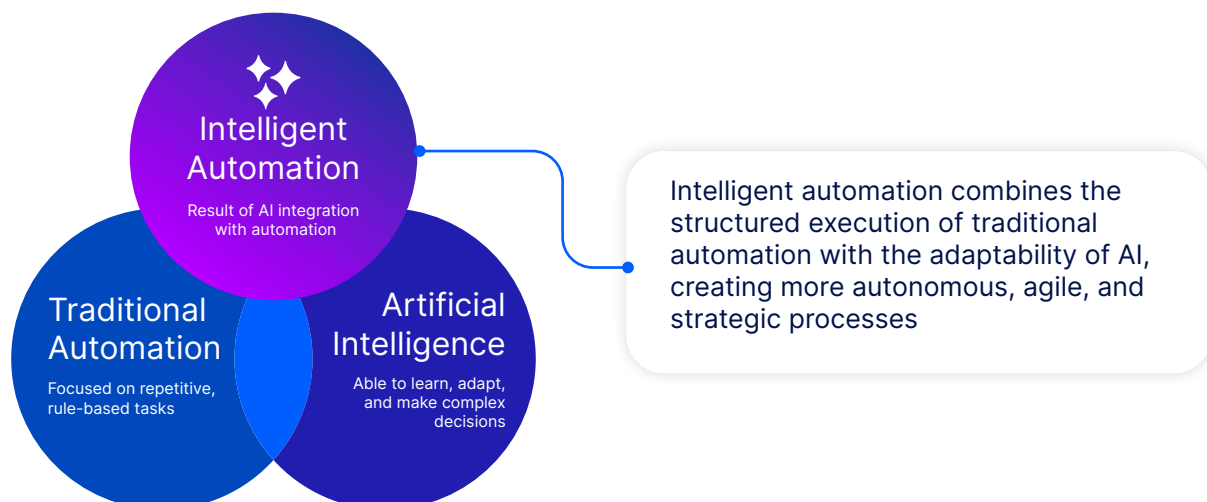 Intelligent
Automation
Result of AI integration
with automation
Traditional
Automation
Focused on repetitive,
rule-based tasks
Artificial
Intelligence
Able to learn, adapt,
and make complex
decisions
Intelligent automation combines the
structured execution of traditional
automation with the adaptability of AI,
creating more autonomous, agile, and
strategic processes